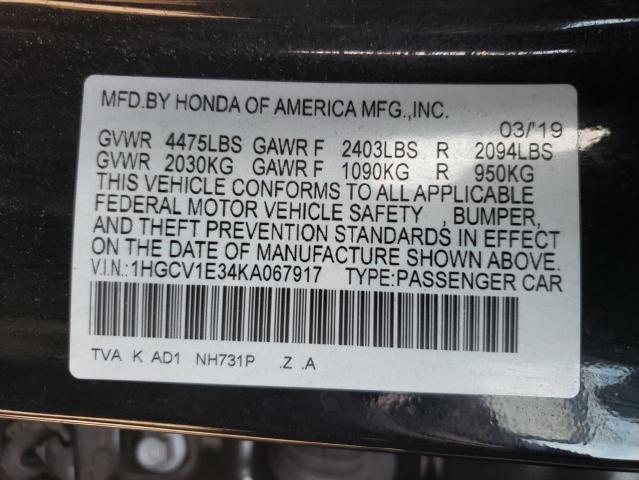 MFD.BY HONDA OF AMERICA MFG.,INC.
03/'19
GVWR 4475LBS GAWR F 2403LBS R 2094LBS
GVWR 2030KG GAWR F 1090KG R 950KG
THIS VEHICLE CONFORMS TO ALL APPLICABLE
FEDERAL MOTOR VEHICLE SAFETY , BUMPER,
AND THEFT PREVENTION STANDARDS IN EFFECT
ON THE DATE OF MANUFACTURE SHOWN ABOVE.
V.I.N.:1HGCV1E34KA067917 TYPE:PASSENGER CAR
TVA K AD1 NH731P .Z .A